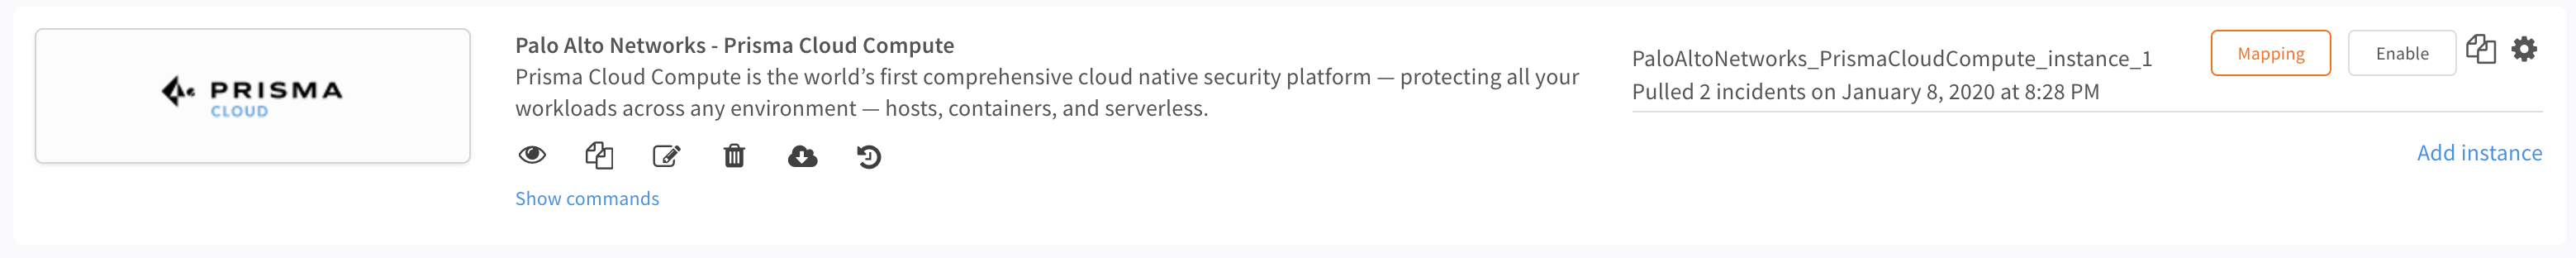 PRISMA
CLOUD
Palo Alto Networks - Prisma Cloud Compute
Prisma Cloud Compute is the world’s first comprehensive cloud native security platform — protecting all your
workloads across any environment — hosts, containers, and serverless.
Show commands
PaloAltoNetworks_PrismaCloudCompute_instance_1
Pulled 2 incidents on January 8, 2020 at 8:28 PM
Mapping
Enable
Add instance